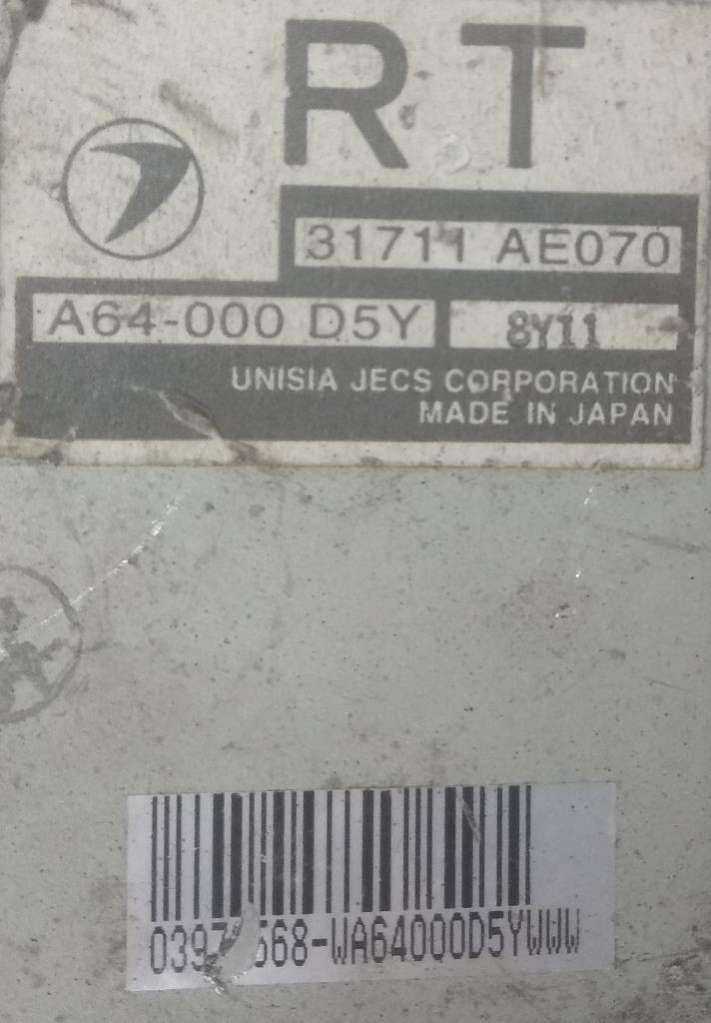 RT
31711 AE070
A64-000 D5Y 8Y11
UNISIA JECS CORPORATION
MADE IN JAPAN